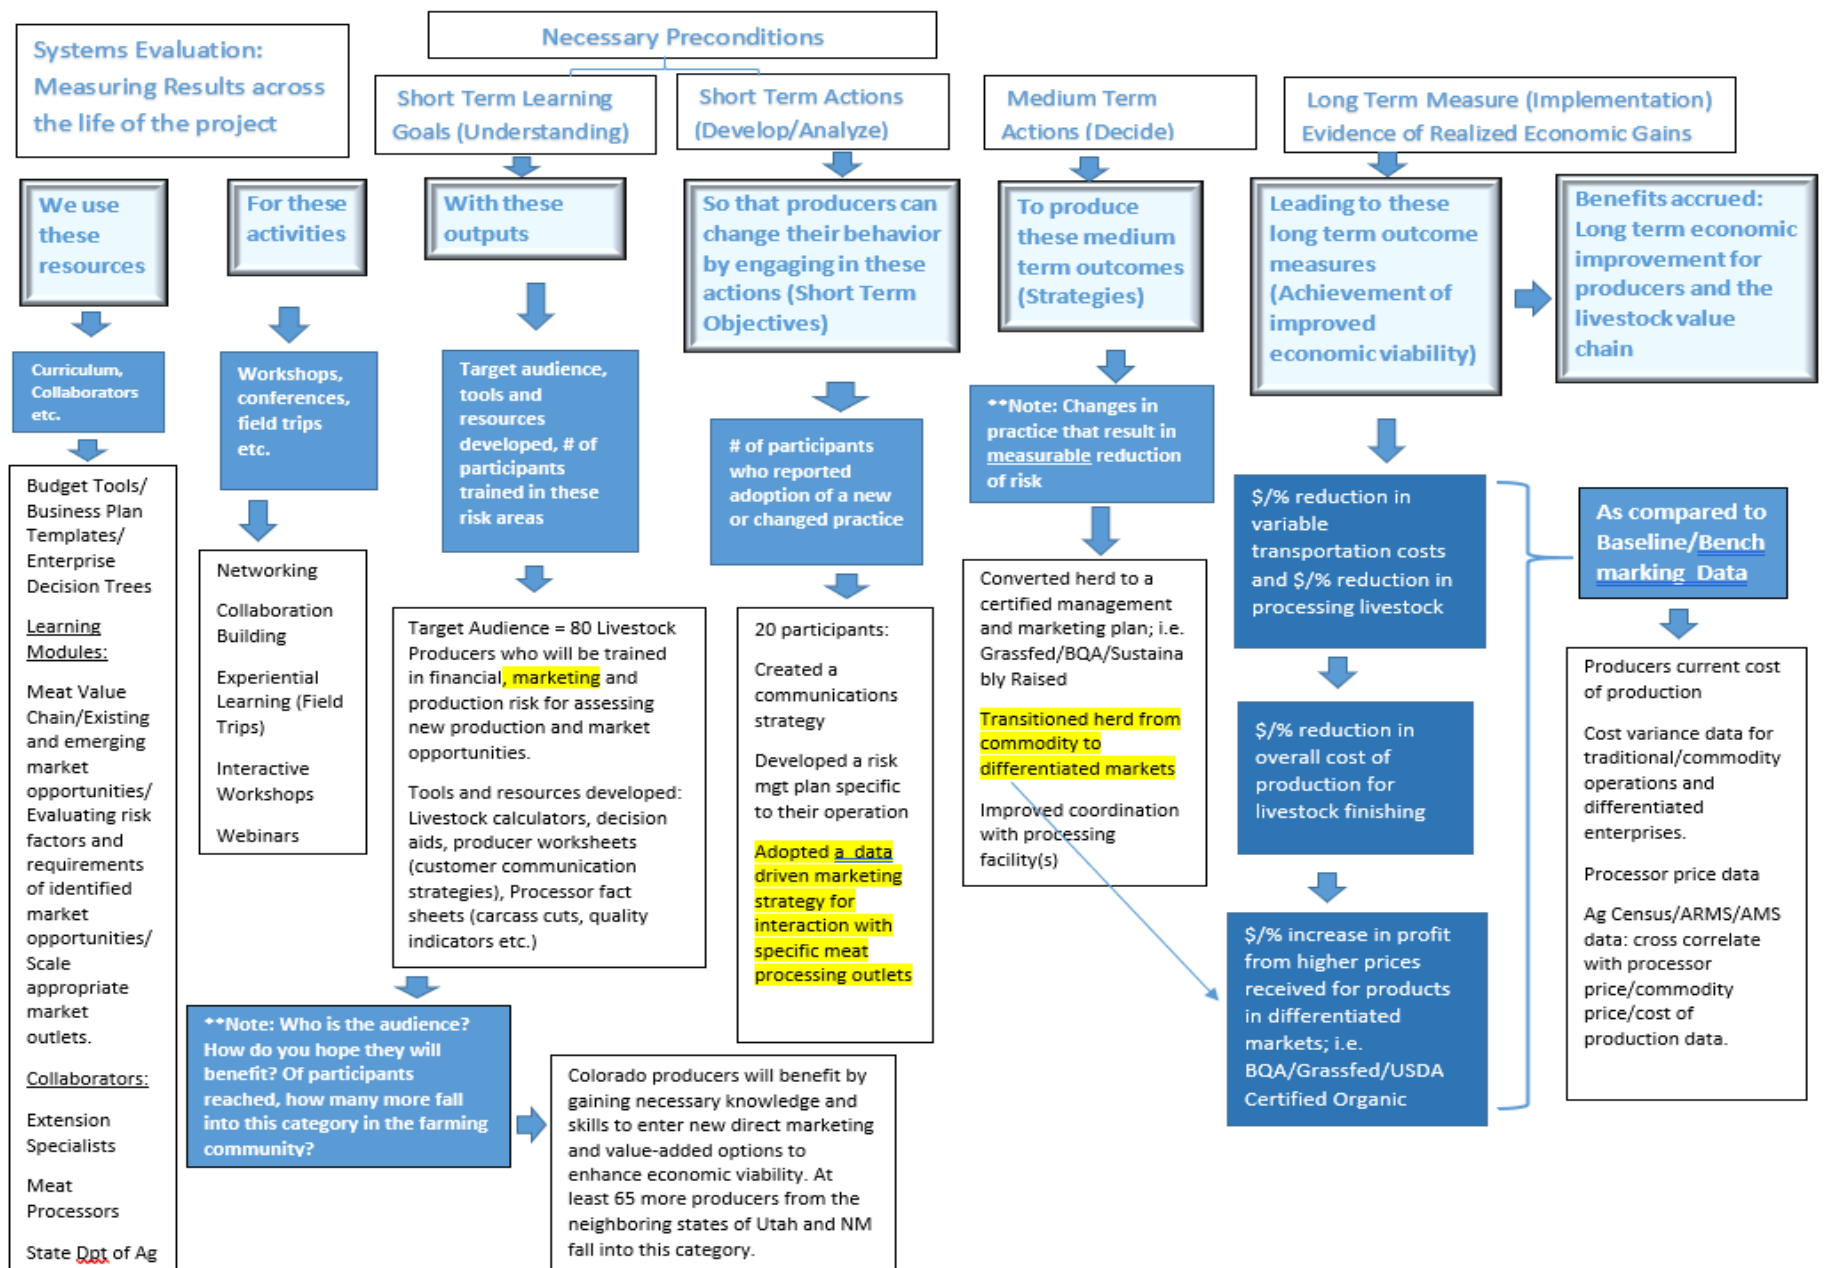 Systems Evaluation:
Measuring Results across
the life of the project
Necessary Preconditions
Short Term Learning
Goals (Understanding)
Short Term Actions
(Develop/Analyze)
Medium Term
Actions (Decide)
Long Term Measure (Implementation)
Evidence of Realized Economic Gains
We use
these
resources
For these
activities
With these
outputs
So that producers can
change their behavior
by engaging in these
actions (Short Term
Objectives)
To produce
these medium
term outcomes
(Strategies)
Leading to these
long term outcome
measures
(Achievement of
improved
economic viability)
Benefits accrued:
Long term economic
improvement for
producers and the
livestock value
chain
Curriculum,
Collaborators
etc.
Workshops,
conferences,
field trips
etc.
Target audience,
tools and
resources
developed, # of
participants
trained in these
risk areas
# of participants
who reported
adoption of a new
or changed practice
**Note: Changes in
practice that result in
measurable reduction
of risk
$/% reduction in
variable
transportation costs
and $/% reduction in
processing livestock
As compared to
Baseline/Bench
marking Data
Budget Tools/
Business Plan
Templates/
Enterprise
Decision Trees
Learning
Modules:
Meat Value
Chain/Existing
and emerging
market
opportunities/
Evaluating risk
factors and
requirements
of identified
market
opportunities/
Scale
appropriate
market
outlets.
Collaborators:
Extension
Specialists
Meat
Processors
State Dpt of Ag
Networking
Collaboration
Building
Experiential
Learning (Field
Trips)
Interactive
Workshops
Webinars
Target Audience = 80 Livestock
Producers who will be trained
in financial, marketing and
production risk for assessing
new production and market
opportunities.
Tools and resources developed:
Livestock calculators, decision
aids, producer worksheets
(customer communication
strategies), Processor fact
sheets (carcass cuts, quality
indicators etc.)
20 participants:
Created a
communications
strategy
Developed a risk
mgt plan specific
to their operation
Adopted a data
driven marketing
strategy for
interaction with
specific meat
processing outlets
Converted herd to a
certified management
and marketing plan; i.e.
Grassfed/BQA/Sustaina
bly Raised
Transitioned herd from
commodity to
differentiated markets
Improved coordination
with processing
facility(s)
$/% reduction in
overall cost of
production for
livestock finishing
$/% increase in profit
from higher prices
received for products
in differentiated
markets; i.e.
BQA/Grassfed/USDA
Certified Organic
Producers current cost
of production
Cost variance data for
traditional/commodity
operations and
differentiated
enterprises.
Processor price data
Ag Census/ARMS/AMS
data: cross correlate
with processor
price/commodity
price/cost of
production data.
**Note: Who is the audience?
How do you hope they will
benefit? Of participants
reached, how many more fall
into this category in the farming
community?
Colorado producers will benefit by
gaining necessary knowledge and
skills to enter new direct marketing
and value-added options to
enhance economic viability. At
least 65 more producers from the
neighboring states of Utah and NM
fall into this category.